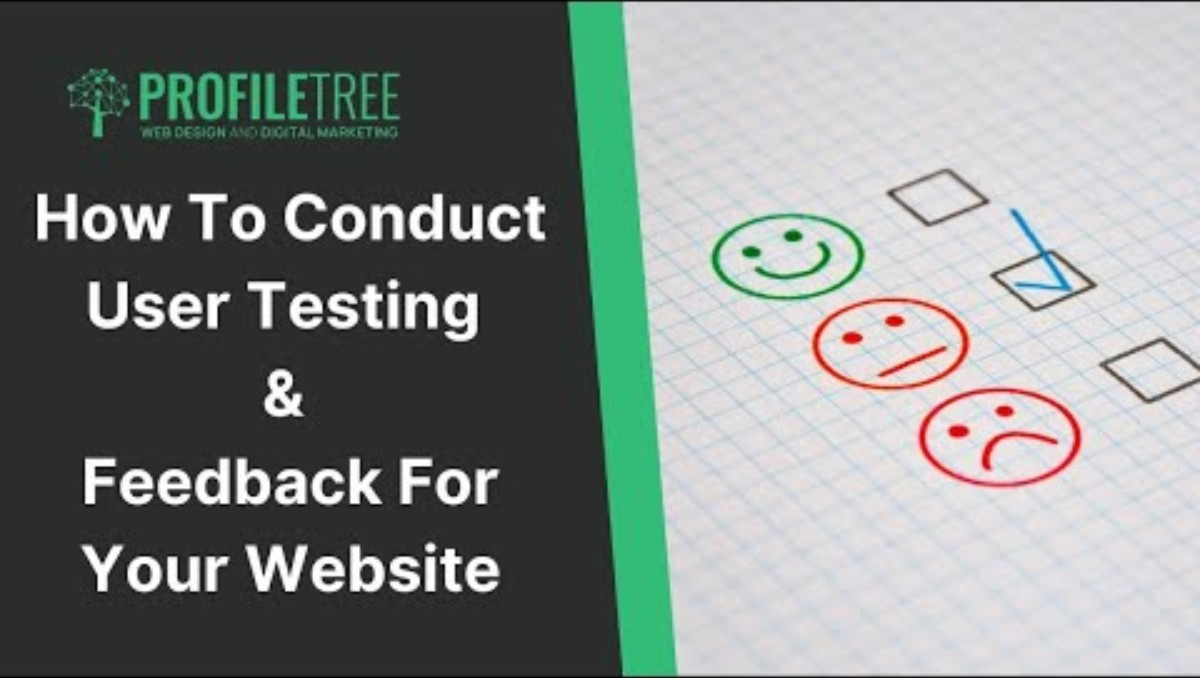 PROFILETREE
WEB DESIGN AND DIGITAL MARKETING
How To Conduct
User Testing
&
Feedback For
Your Website